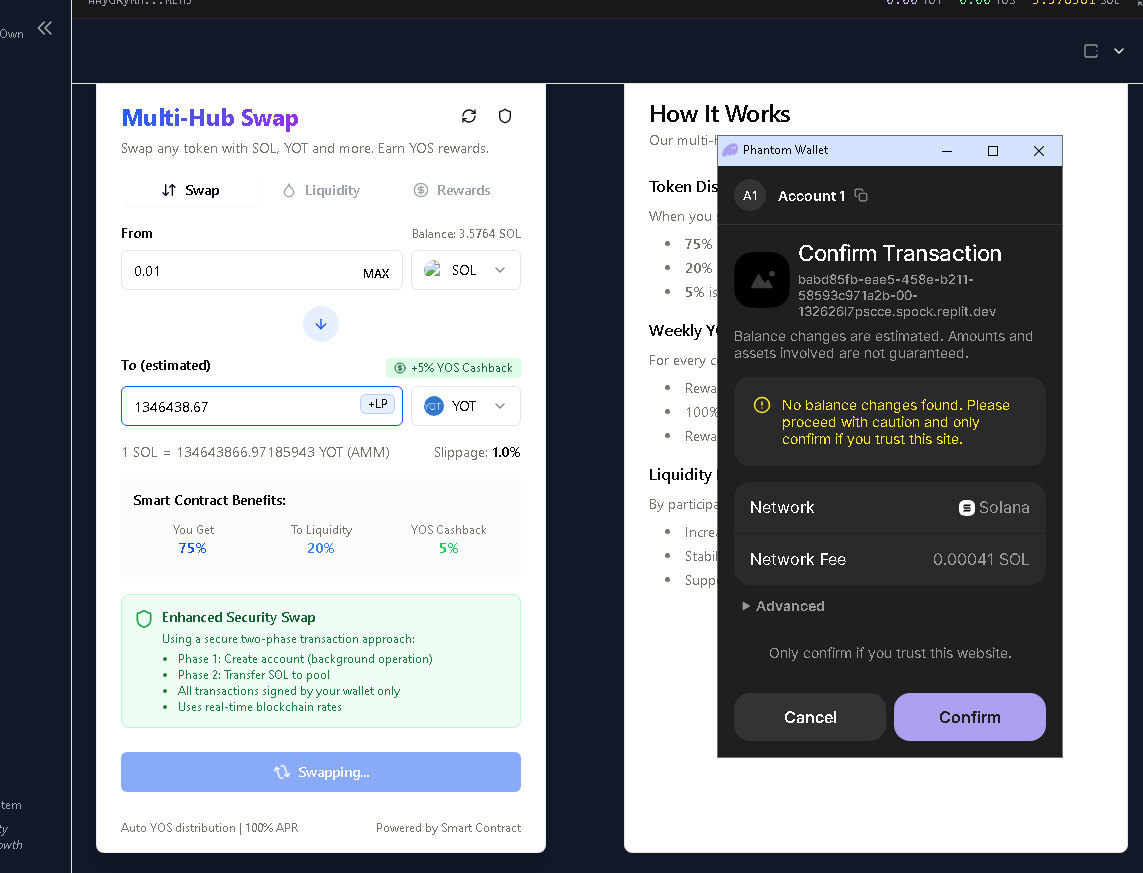 Own
SOL
Multi-Hub Swap
Swap any token with SOL, YOT and more. Earn YOS rewards.
Swap
Liquidity
Rewards
From
Balance: 3.5764 SOL
0.01
MAX
SOL
To (estimated)
+5% YOS Cashback
1346438.67
+LP
YOT
YOT
1 SOL = 134643866.97185943 YOT (AMM)
Slippage: 1.0%
Smart Contract Benefits:
You Get
To Liquidity
YOS Cashback
75%
20%
5%
Enhanced Security Swap
Using a secure two-phase transaction approach:
• Phase 1: Create account (background operation)
• Phase 2: Transfer SOL to pool
• All transactions signed by your wallet only
• Uses real-time blockchain rates
Swapping...
Auto YOS distribution | 100% APR
Powered by Smart Contract
How It Works
Our multi-
Token Dis
When you
• 75%
• 20%
• 5% is
Weekly Y
For every
• Rewa
• 100%
• Rewa
Liquidity
By participa
• Increa
• Stabil
• Supp
Phantom Wallet
A1
Account 1
Confirm Transaction
babd85fb-eae5-458e-b211-
58593c971a2b-00-
132626l7pscce.spock.replit.dev
Balance changes are estimated. Amounts and
assets involved are not guaranteed.
No balance changes found. Please
proceed with caution and only
confirm if you trust this site.
Network
Solana
Network Fee
0.00041 SOL
Advanced
Only confirm if you trust this website.
Cancel
Confirm
tem
ty
owth